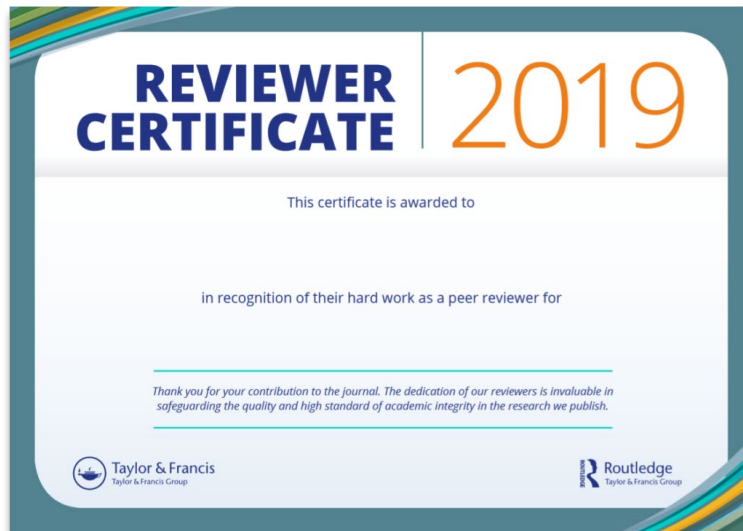 REVIEWER
CERTIFICATE
2019
This certificate is awarded to
in recognition of their hard work as a peer reviewer for
Thank you for your contribution to the journal. The dedication of our reviewers is invaluable in
safeguarding the quality and high standard of academic integrity in the research we publish.
Taylor & Francis
Taylor & Francis Group
ROUTLEDGE
Routledge
Taylor & Francis Group